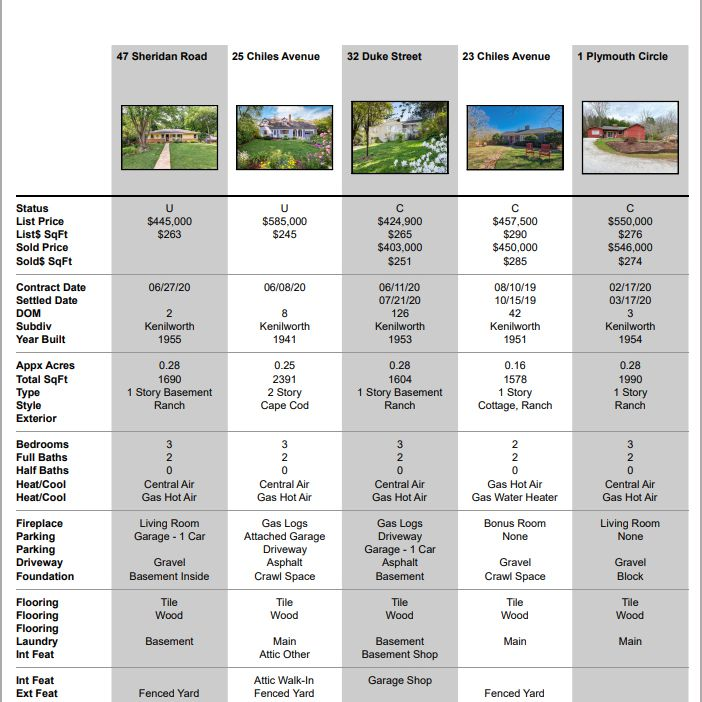 47 Sheridan Road 25 Chiles Avenue 32 Duke Street 23 Chiles Avenue 1 Plymouth Circle
Status U U C C C
List Price $445,000 $585,000 $424,900 $457,500 $550,000
List$ SqFt $263 $245 $265 $290 $276
Sold Price $403,000 $450,000 $546,000
Sold$ SqFt $251 $285 $274
Contract Date 06/27/20 06/08/20 06/11/20 08/10/19 02/17/20
Settled Date 07/21/20 10/15/19 03/17/20
DOM 2 8 126 42 3
Subdiv Kenilworth Kenilworth Kenilworth Kenilworth Kenilworth
Year Built 1955 1941 1953 1951 1954
Appx Acres 0.28 0.25 0.28 0.16 0.28
Total SqFt 1690 2391 1604 1578 1990
Type 1 Story Basement 2 Story 1 Story Basement 1 Story 1 Story
Style Ranch Cape Cod Ranch Cottage, Ranch Ranch
Exterior
Bedrooms 3 3 3 2 3
Full Baths 2 2 2 2 2
Half Baths 0 0 0 0 0
Heat/Cool Central Air Central Air Central Air Gas Hot Air Central Air
Heat/Cool Gas Hot Air Gas Hot Air Gas Hot Air Gas Water Heater Gas Hot Air
Fireplace Living Room Gas Logs Gas Logs Bonus Room Living Room
Parking Garage - 1 Car Attached Garage Driveway None None
Parking Driveway Garage - 1 Car
Driveway Gravel Asphalt Asphalt Gravel Gravel
Foundation Basement Inside Crawl Space Basement Crawl Space Block
Flooring Tile Tile Tile Tile Tile
Flooring Wood Wood Wood Wood Wood
Flooring
Laundry Basement Main Basement Main Main
Int Feat Attic Other Basement Shop
Int Feat Attic Walk-In Garage Shop
Ext Feat Fenced Yard Fenced Yard Fenced Yard